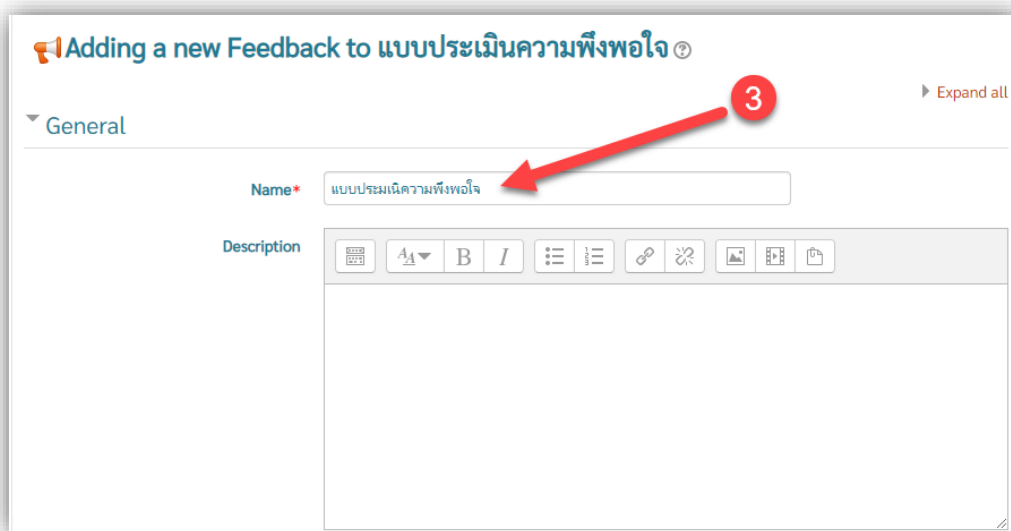 Adding a new Feedback to แบบประเมินความพึงพอใจ
Expand all
3
General
Name* แบบประมเนิความพึงพอใจ
Description